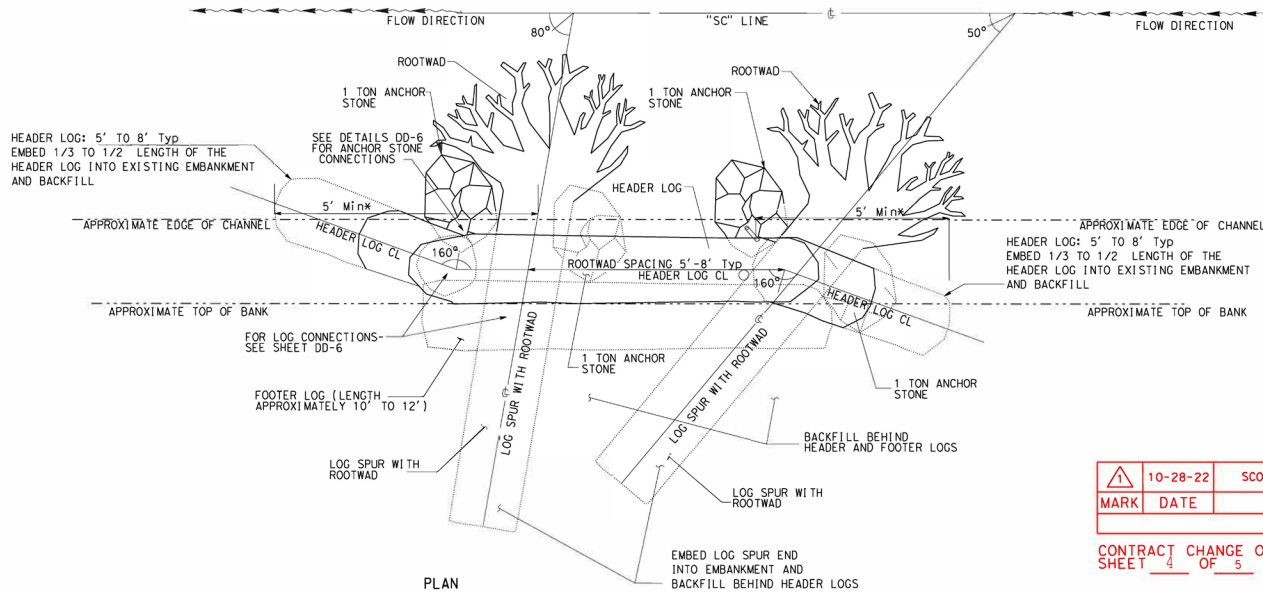 FLOW DIRECTION
"SC" LINE
℄
FLOW DIRECTION
80°
50°
ROOTWAD
ROOTWAD
1 TON ANCHOR
STONE
1 TON ANCHOR
STONE
HEADER LOG: 5' TO 8' Typ
EMBED 1/3 TO 1/2 LENGTH OF THE
HEADER LOG INTO EXISTING EMBANKMENT
AND BACKFILL
SEE DETAILS DD-6
FOR ANCHOR STONE
CONNECTIONS
HEADER LOG
5' Min*
5' Min*
APPROXIMATE EDGE OF CHANNEL
APPROXIMATE EDGE OF CHANNEL
HEADER LOG CL
HEADER LOG: 5' TO 8' Typ
EMBED 1/3 TO 1/2 LENGTH OF THE
HEADER LOG INTO EXISTING EMBANKMENT
AND BACKFILL
160°
ROOTWAD SPACING 5'-8' Typ
HEADER LOG CL
160°
HEADER LOG CL
APPROXIMATE TOP OF BANK
APPROXIMATE TOP OF BANK
FOR LOG CONNECTIONS-
SEE SHEET DD-6
LOG SPUR WITH ROOTWAD
℄
1 TON ANCHOR
STONE
LOG SPUR WITH ROOTWAD
℄
1 TON ANCHOR
STONE
FOOTER LOG (LENGTH
APPROXIMATELY 10' TO 12')
BACKFILL BEHIND
HEADER AND FOOTER LOGS
LOG SPUR WITH
ROOTWAD
LOG SPUR WITH
ROOTWAD
EMBED LOG SPUR END
INTO EMBANKMENT AND
BACKFILL BEHIND HEADER LOGS
PLAN
1 10-28-22 SCO
MARK DATE
CONTRACT CHANGE O
SHEET 4 OF 5